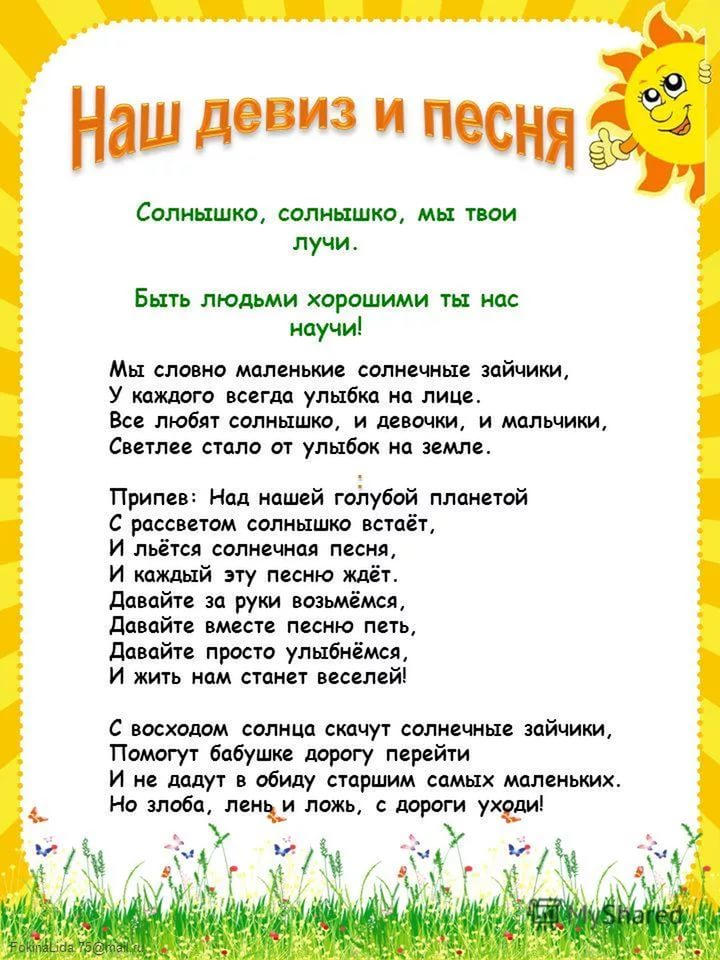 Наш девиз и песня
Солнышко, солнышко, мы твои
лучи.
Быть людьми хорошими ты нас
научи!
Мы словно маленькие солнечные зайчики,
У каждого всегда улыбка на лице.
Все любят солнышко, и девочки, и мальчики,
Светлее стало от улыбок на земле.
Припев: Над нашей голубой планетой
С рассветом солнышко встаёт,
И льётся солнечная песня,
И каждый эту песню ждёт.
Давайте за руки возьмёмся,
Давайте вместе песню петь,
Давайте просто улыбнёмся,
И жить нам станет веселей!
С восходом солнца скачут солнечные зайчики,
Помогут бабушке дорогу перейти
И не дадут в обиду старшим самых маленьких.
Но злоба, лень и ложь, с дороги уходи!
MyShared
FokinaLida.75@mail.ru